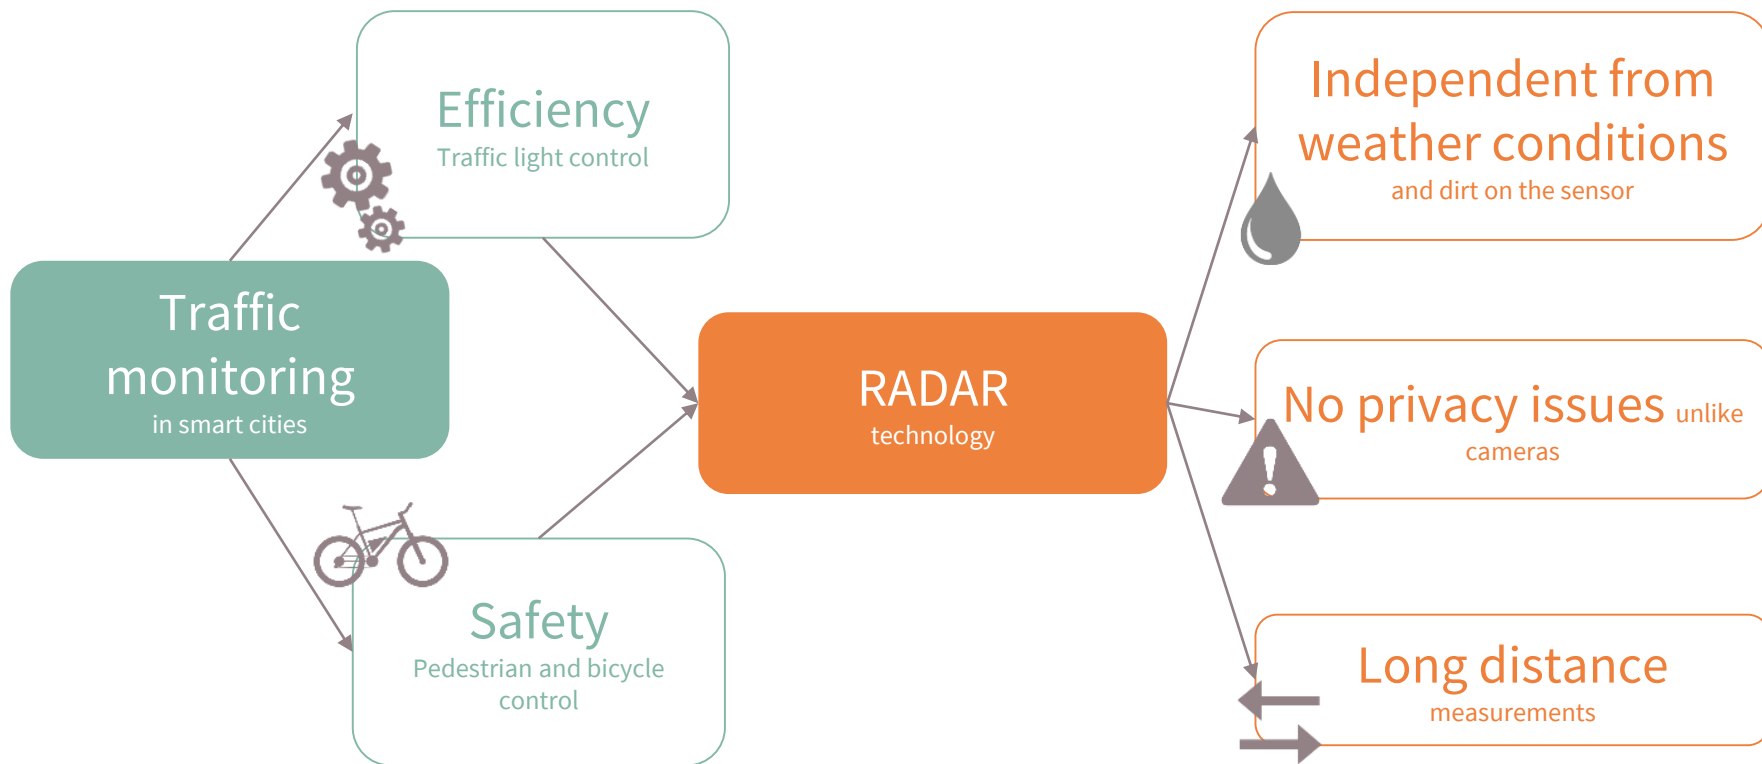 Efficiency
Traffic light control
Traffic
monitoring
in smart cities
Safety
Pedestrian and bicycle
control
RADAR
technology
Independent from
weather conditions
and dirt on the sensor
No privacy issues unlike
cameras
Long distance
measurements